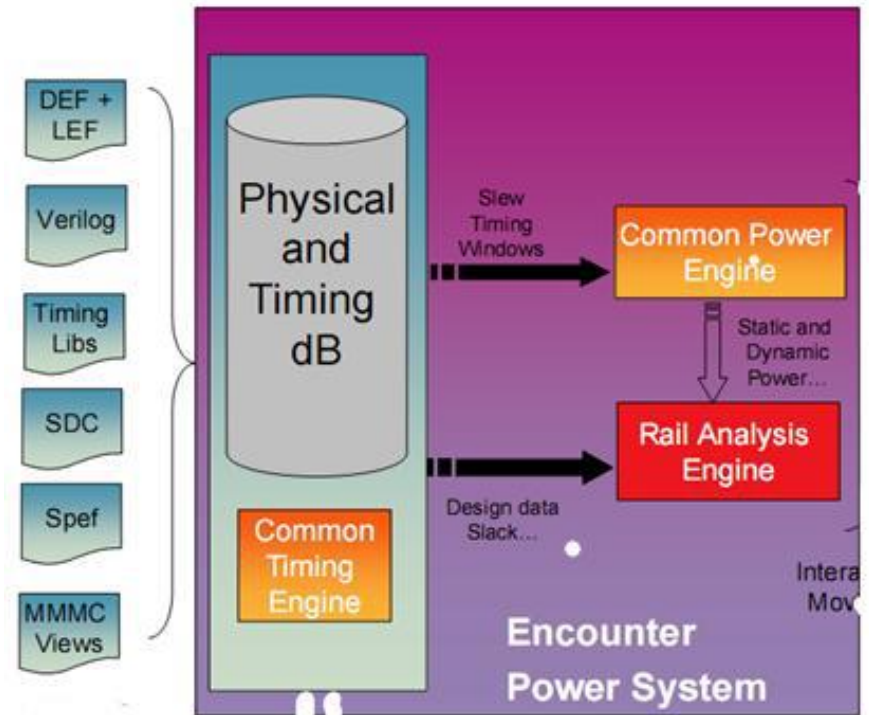 DEF +
LEF
Verilog
Timing
Libs
SDC
Spef
MMMC
Views
Physical
and
Timing
dB
Common
Timing
Engine
Slew
Timing
Windows
Common Power
Engine
Static and
Dynamic
Power...
Rail Analysis
Engine
Design data
Slack...
Encounter
Power System